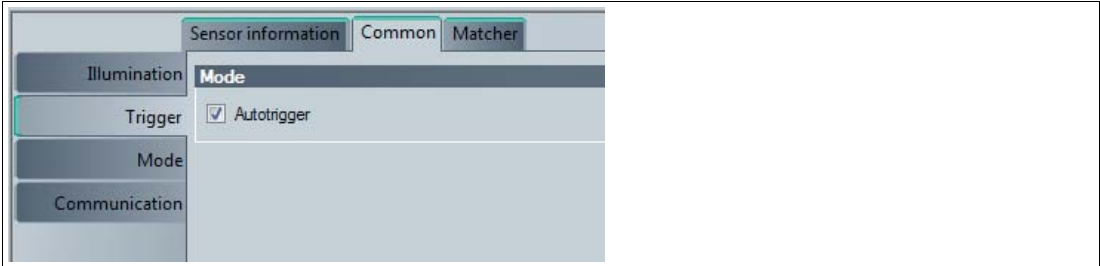 Sensor information Common Matcher
Illumination
Trigger
Mode
Communication
Mode
Autotrigger